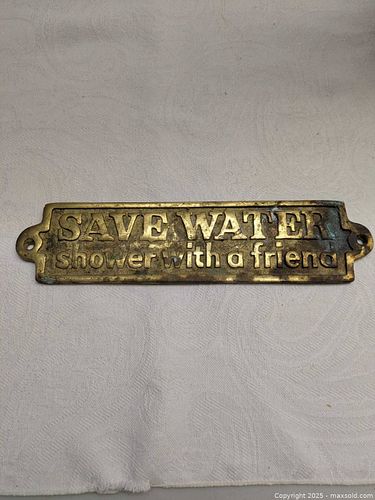 SAVE WATER
shower with a friend
Copyright 2025 - maxsold.com